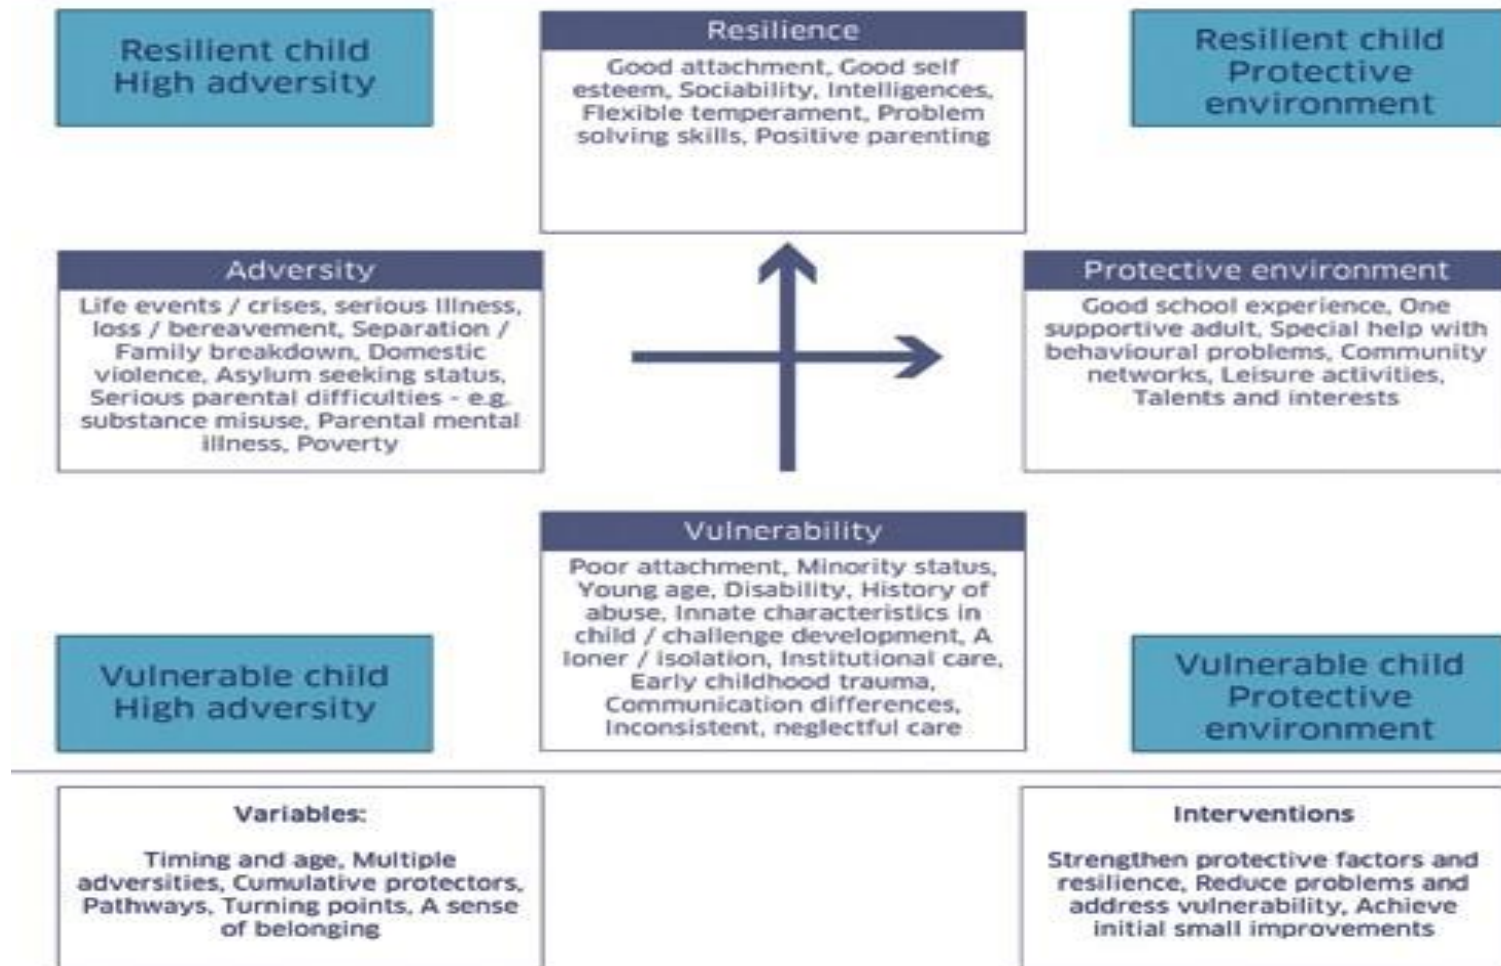 Resilient child
High adversity
Resilience
Good attachment, Good self
esteem, Sociability, Intelligences,
Flexible temperament, Problem
solving skills, Positive parenting
Resilient child
Protective
environment
Adversity
Life events / crises, serious Illness,
loss / bereavement, Separation /
Family breakdown, Domestic
violence, Asylum seeking status,
Serious parental difficulties - e.g.
substance misuse, Parental mental
illness, Poverty
Protective environment
Good school experience, One
supportive adult, Special help with
behavioural problems, Community
networks, Leisure activities,
Talents and interests
Vulnerability
Poor attachment, Minority status,
Young age, Disability, History of
abuse, Innate characteristics in
child / challenge development, A
loner / isolation, Institutional care,
Early childhood trauma,
Communication differences,
Inconsistent, neglectful care
Vulnerable child
High adversity
Vulnerable child
Protective
environment
Variables:
Timing and age, Multiple
adversities, Cumulative protectors,
Pathways, Turning points, A sense
of belonging
Interventions
Strengthen protective factors and
resilience, Reduce problems and
address vulnerability, Achieve
initial small improvements